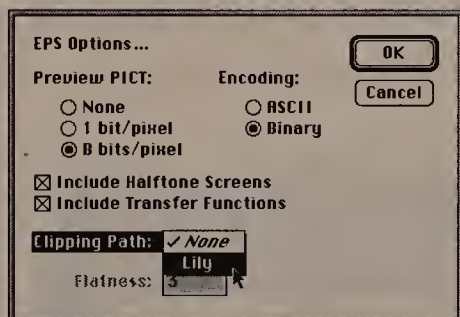 EPS Options...
OK
Cancel
Preview PICT:
None
1 bit/pixel
8 bits/pixel
Encoding:
ASCII
Binary
Include Halftone Screens
Include Transfer Functions
Clipping Path:
✓ None
Lily
Flatness: 3